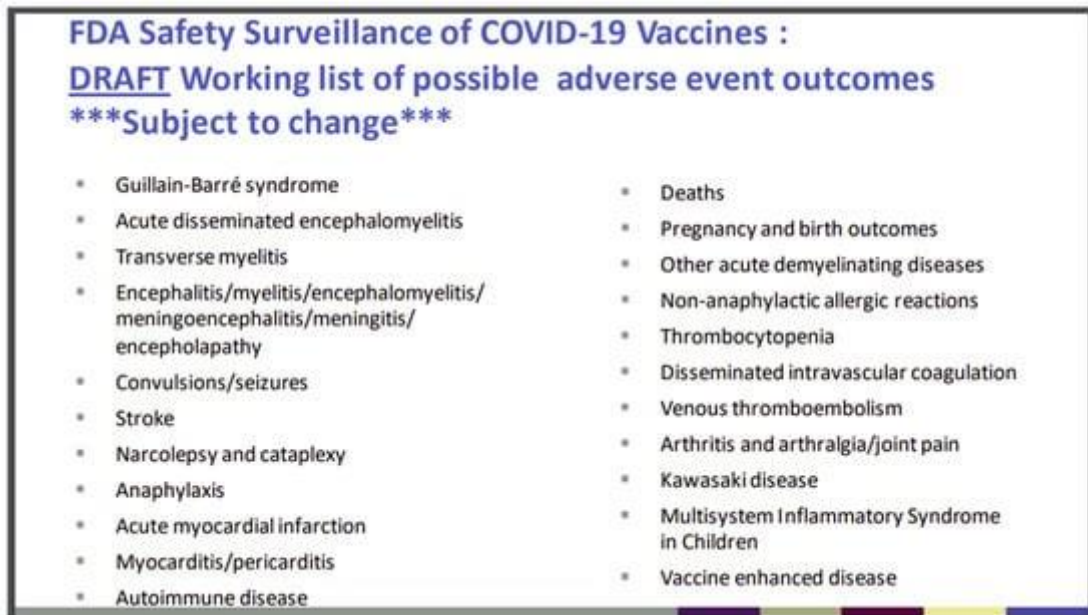 FDA Safety Surveillance of COVID-19 Vaccines :
DRAFT Working list of possible adverse event outcomes
***Subject to change***
Guillain-Barré syndrome
Acute disseminated encephalomyelitis
Transverse myelitis
Encephalitis/myelitis/encephalomyelitis/
meningoencephalitis/meningitis/
encepholapathy
Convulsions/seizures
Stroke
Narcolepsy and cataplexy
Anaphylaxis
Acute myocardial infarction
Myocarditis/pericarditis
Autoimmune disease
Deaths
Pregnancy and birth outcomes
Other acute demyelinating diseases
Non-anaphylactic allergic reactions
Thrombocytopenia
Disseminated intravascular coagulation
Venous thromboembolism
Arthritis and arthralgia/joint pain
Kawasaki disease
Multisystem Inflammatory Syndrome
in Children
Vaccine enhanced disease